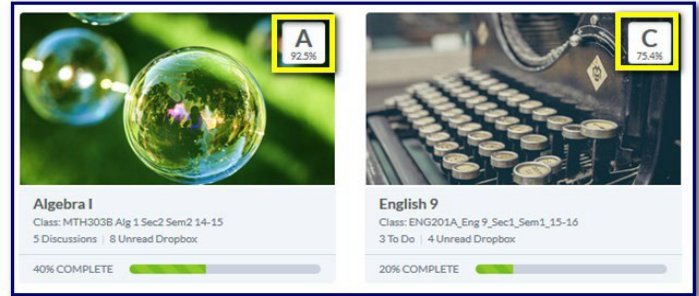 A
92.5%
Algebra I
Class: MTH303B Alg 1 Sec2 Sem2 14-15
5 Discussions | 8 Unread Dropbox
40% COMPLETE
C
75.4%
English 9
Class: ENG201A_Eng 9_Sec1_Sem1_15-16
3 To Do | 4 Unread Dropbox
20% COMPLETE